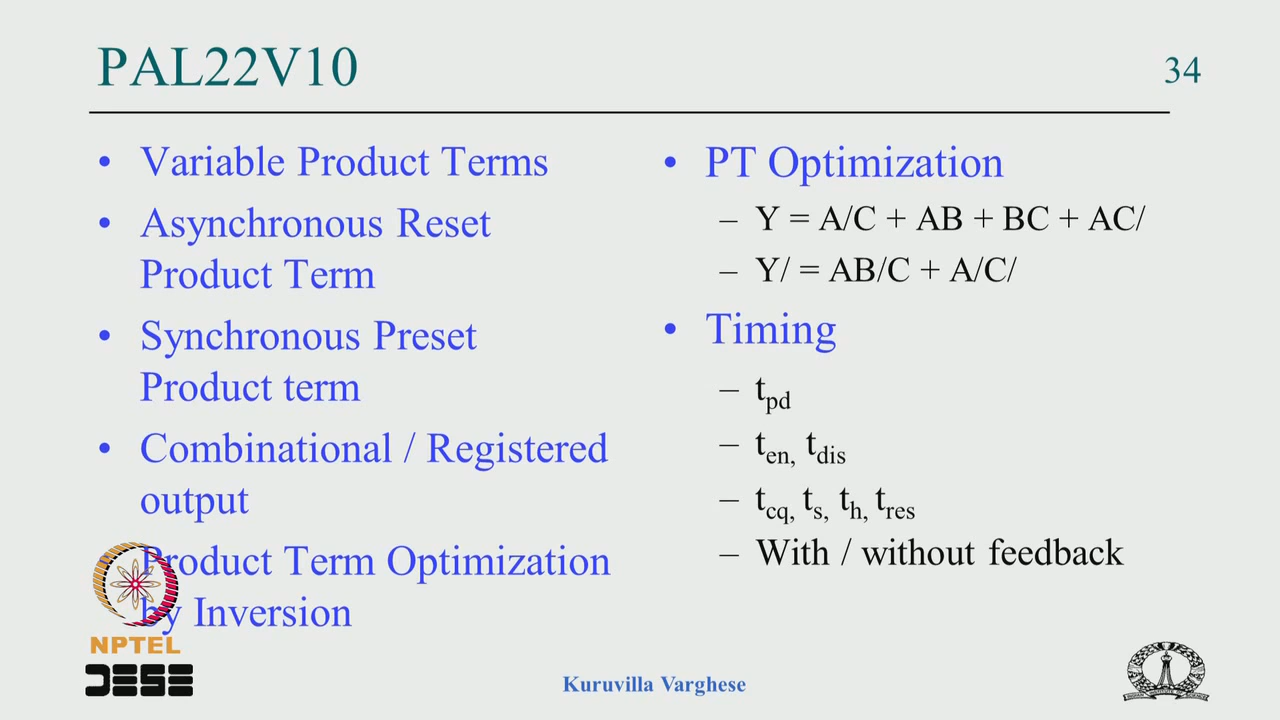 PAL22V10
34
• Variable Product Terms
• Asynchronous Reset
Product Term
• Synchronous Preset
Product term
• Combinational / Registered
output
• Product Term Optimization
by Inversion
• PT Optimization
– Y = A/C + AB + BC + AC/
– Y/ = AB/C + A/C/
• Timing
– tpd
– ten, tdis
– tcq, ts, th, tres
– With / without feedback
NPTEL
DESE
Kuruvilla Varghese